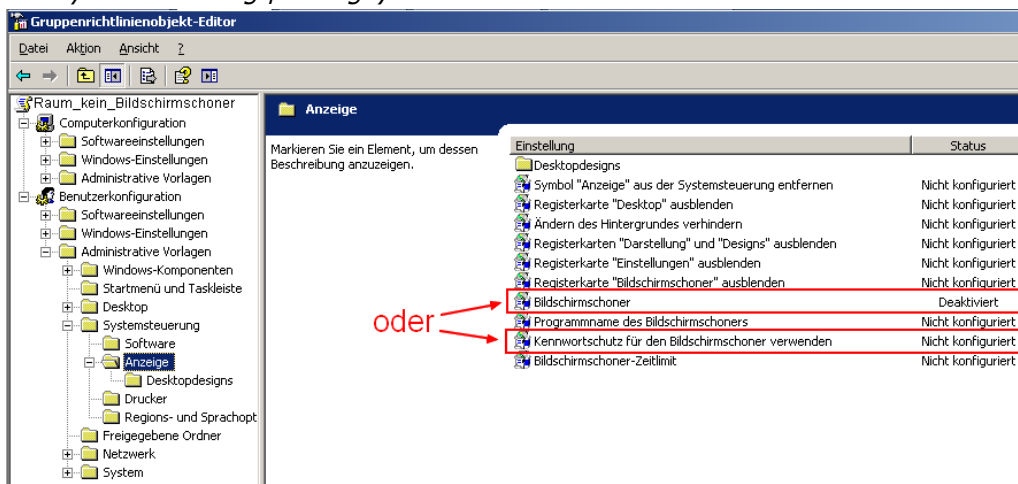 Gruppenrichtlinienobjekt-Editor
Datei Aktion Ansicht ?
Raum_kein_Bildschirmschoner
Computerkonfiguration
Softwareeinstellungen
Windows-Einstellungen
Administrative Vorlagen
Benutzerkonfiguration
Softwareeinstellungen
Windows-Einstellungen
Administrative Vorlagen
Windows-Komponenten
Startmenü und Taskleiste
Desktop
Systemsteuerung
Software
Anzeige
Desktopdesigns
Drucker
Regions- und Sprachopt
Freigegebene Ordner
Netzwerk
System
Anzeige
Markieren Sie ein Element, um dessen
Beschreibung anzuzeigen.
Einstellung Status
Desktopdesigns
Symbol "Anzeige" aus der Systemsteuerung entfernen Nicht konfiguriert
Registerkarte "Desktop" ausblenden Nicht konfiguriert
Ändern des Hintergrundes verhindern Nicht konfiguriert
Registerkarten "Darstellung" und "Designs" ausblenden Nicht konfiguriert
Registerkarte "Einstellungen" ausblenden Nicht konfiguriert
Registerkarte "Bildschirmschoner" ausblenden Nicht konfiguriert
Bildschirmschoner Deaktiviert
Programmname des Bildschirmschoners Nicht konfiguriert
Kennwortschutz für den Bildschirmschoner verwenden Nicht konfiguriert
Bildschirmschoner-Zeitlimit Nicht konfiguriert
oder